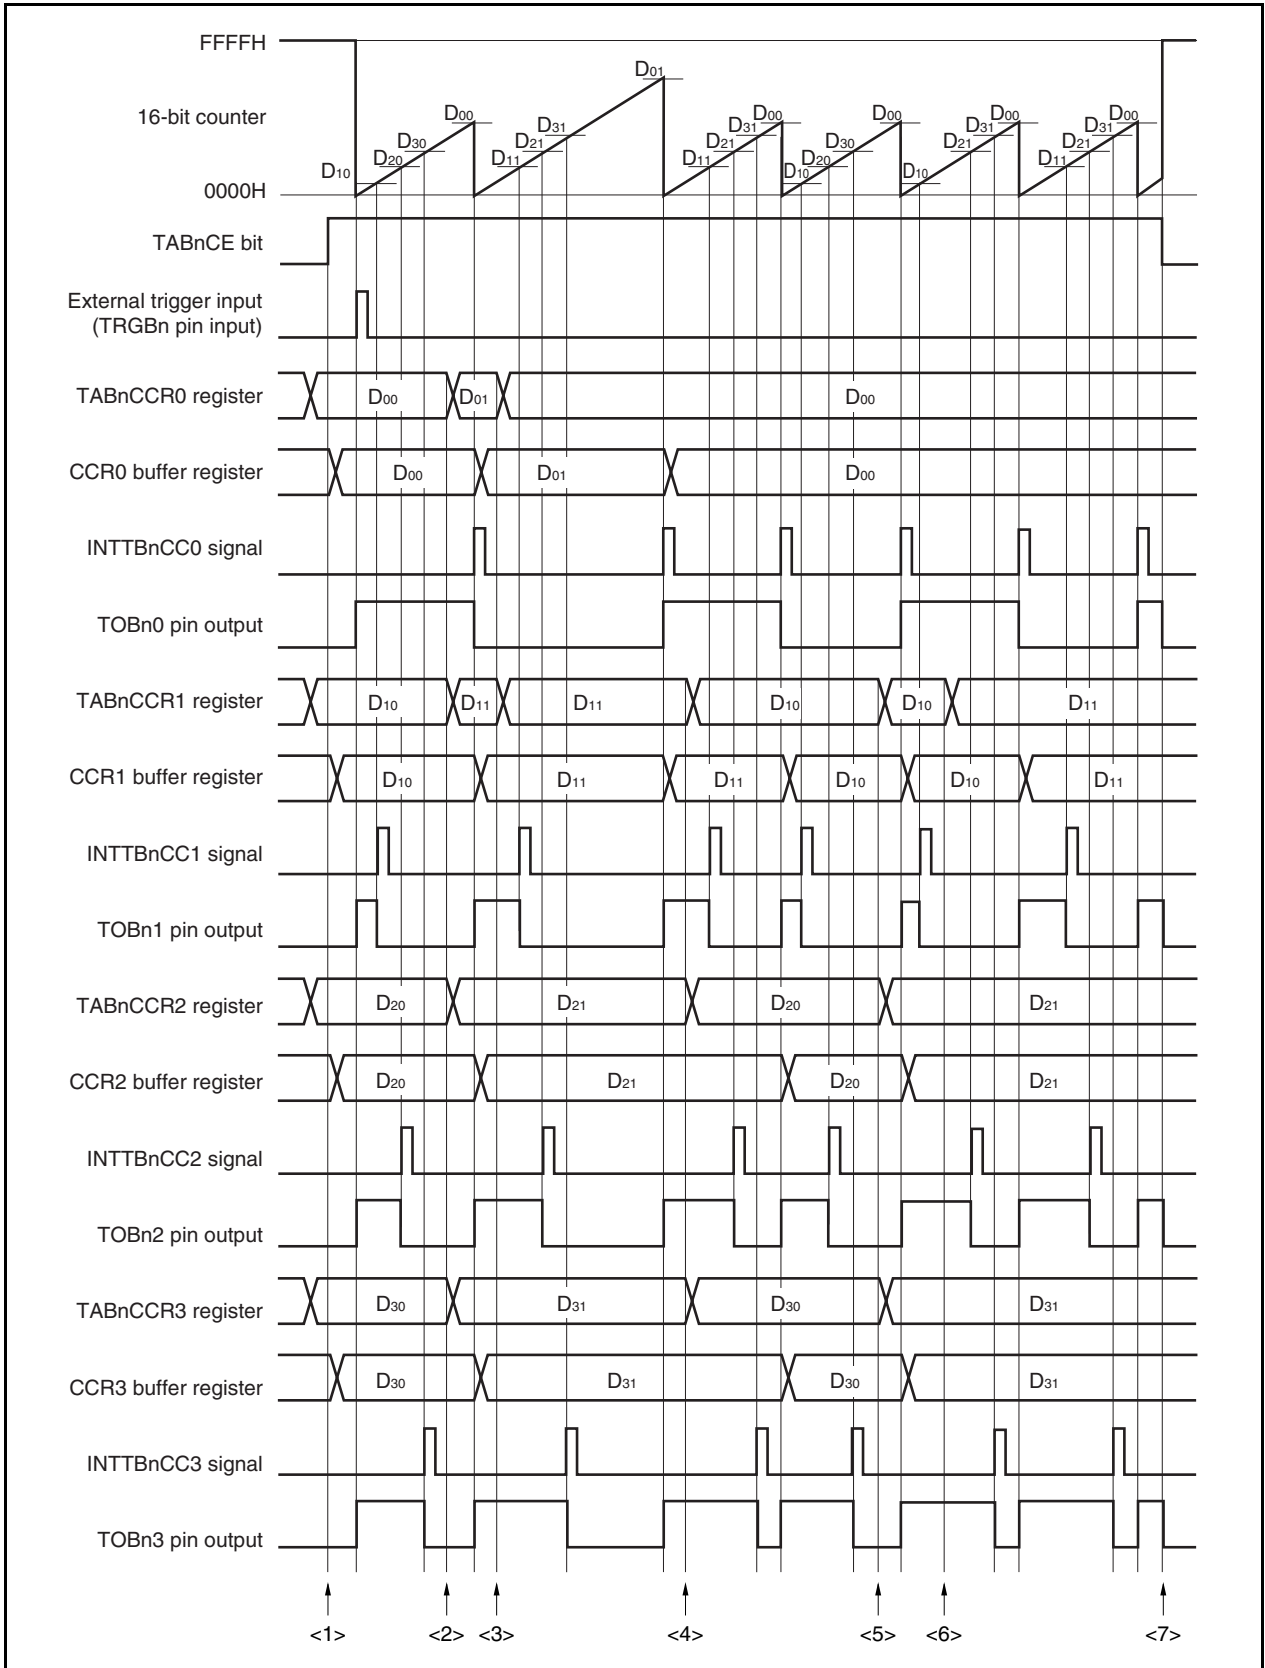 FFFFH
16-bit counter
0000H
D10
D20
D30
D00
D11
D21
D31
D01
D11
D21
D31
D00
D10
D20
D30
D00
D10
D21
D31
D00
D11
D21
D31
D00
TABnCE bit
External trigger input
(TRGBn pin input)
TABnCCR0 register
D00
D01
D00
CCR0 buffer register
D00
D01
D00
INTTBnCC0 signal
TOBn0 pin output
TABnCCR1 register
D10
D11
D11
D10
D10
D11
CCR1 buffer register
D10
D11
D11
D10
D10
D11
INTTBnCC1 signal
TOBn1 pin output
TABnCCR2 register
D20
D21
D20
D21
CCR2 buffer register
D20
D21
D20
D21
INTTBnCC2 signal
TOBn2 pin output
TABnCCR3 register
D30
D31
D30
D31
CCR3 buffer register
D30
D31
D30
D31
INTTBnCC3 signal
TOBn3 pin output
<1>
<2>
<3>
<4>
<5>
<6>
<7>